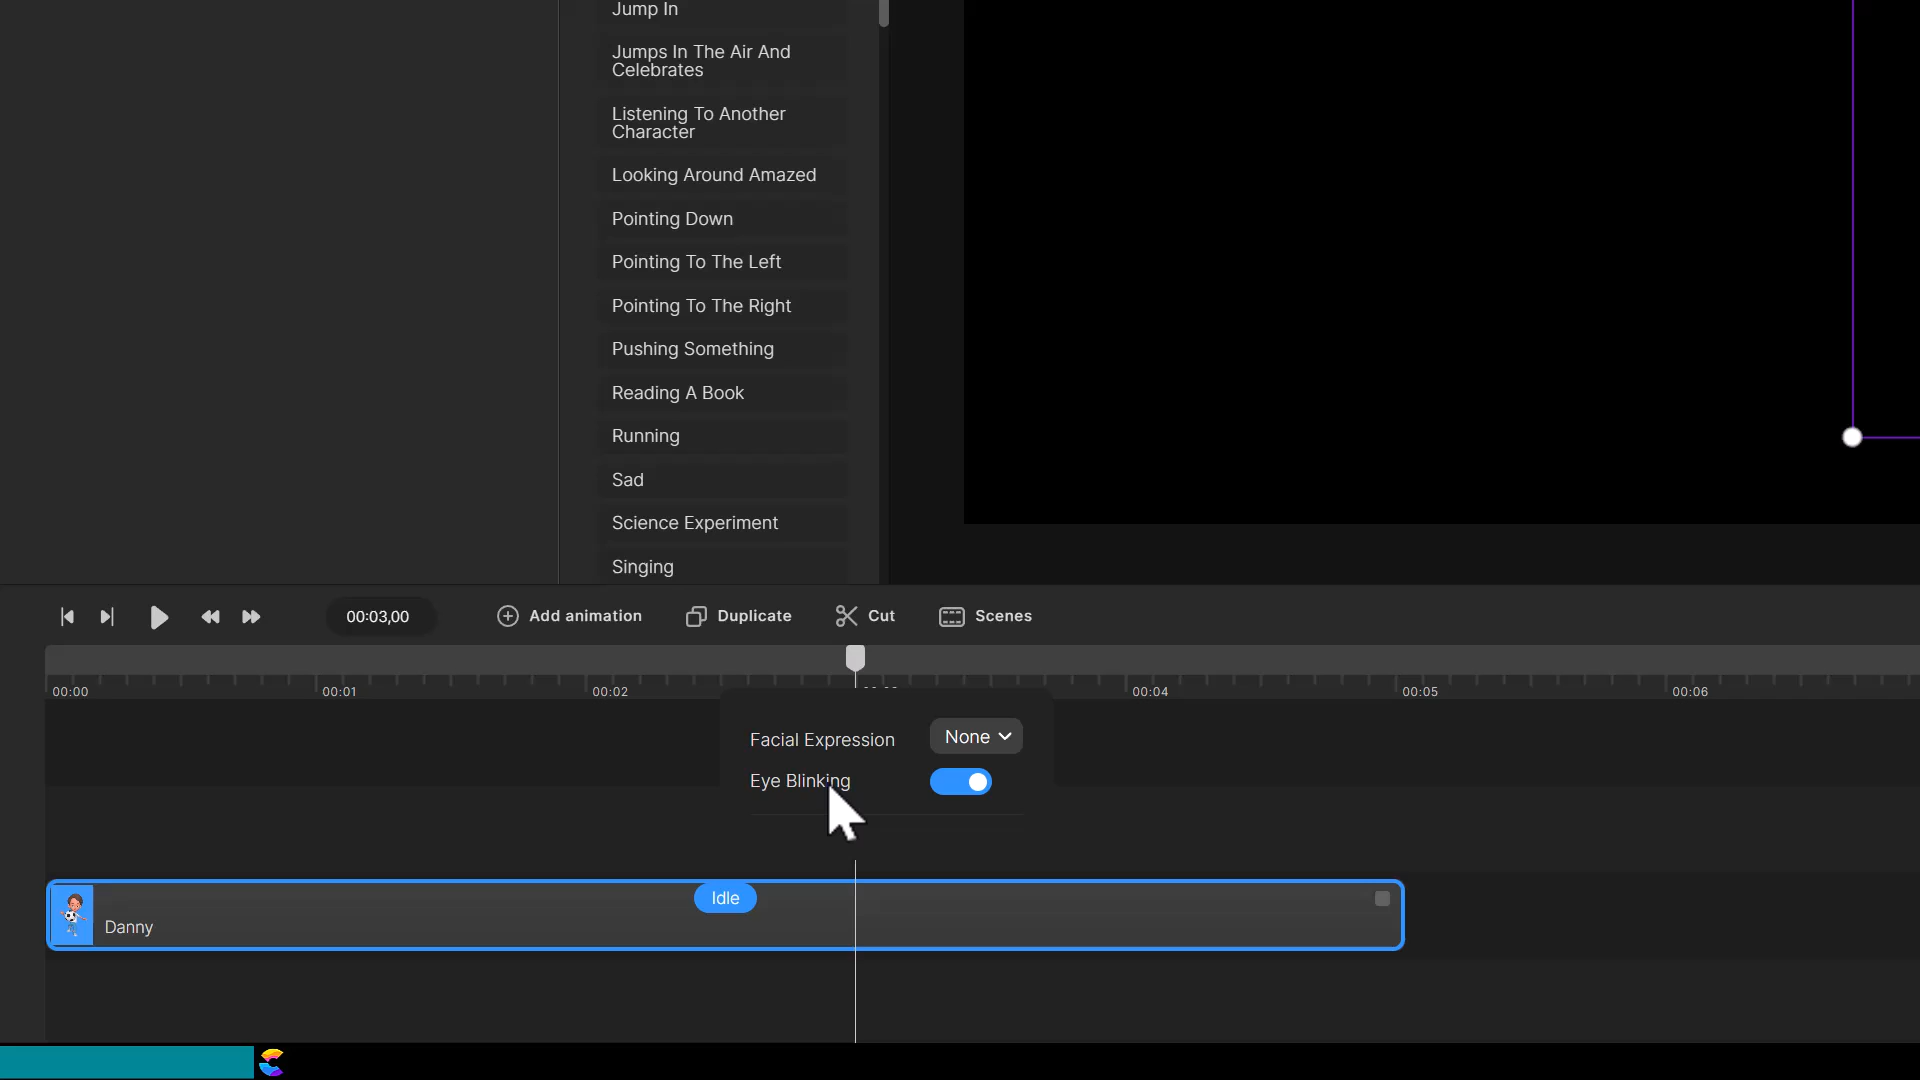 Jump In
Jumps In The Air And
Celebrates
Listening To Another
Character
Looking Around Amazed
Pointing Down
Pointing To The Left
Pointing To The Right
Pushing Something
Reading A Book
Running
Sad
Science Experiment
Singing
00:03,00
Add animation
Duplicate
Cut
Scenes
00:00
00:01
00:02
00:04
00:05
00:06
Facial Expression
None
Eye Blinking
Idle
Danny